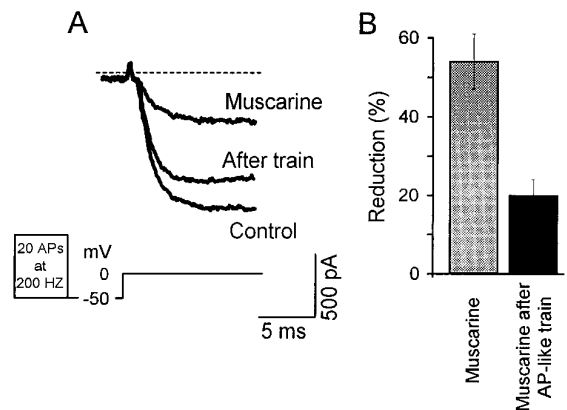 A
Muscarine
After train
Control
20 APs
at
200 HZ
mV
0
-50
500 pA
5 ms
B
Reduction (%)
60
40
20
0
Muscarine
Muscarine after
AP-like train